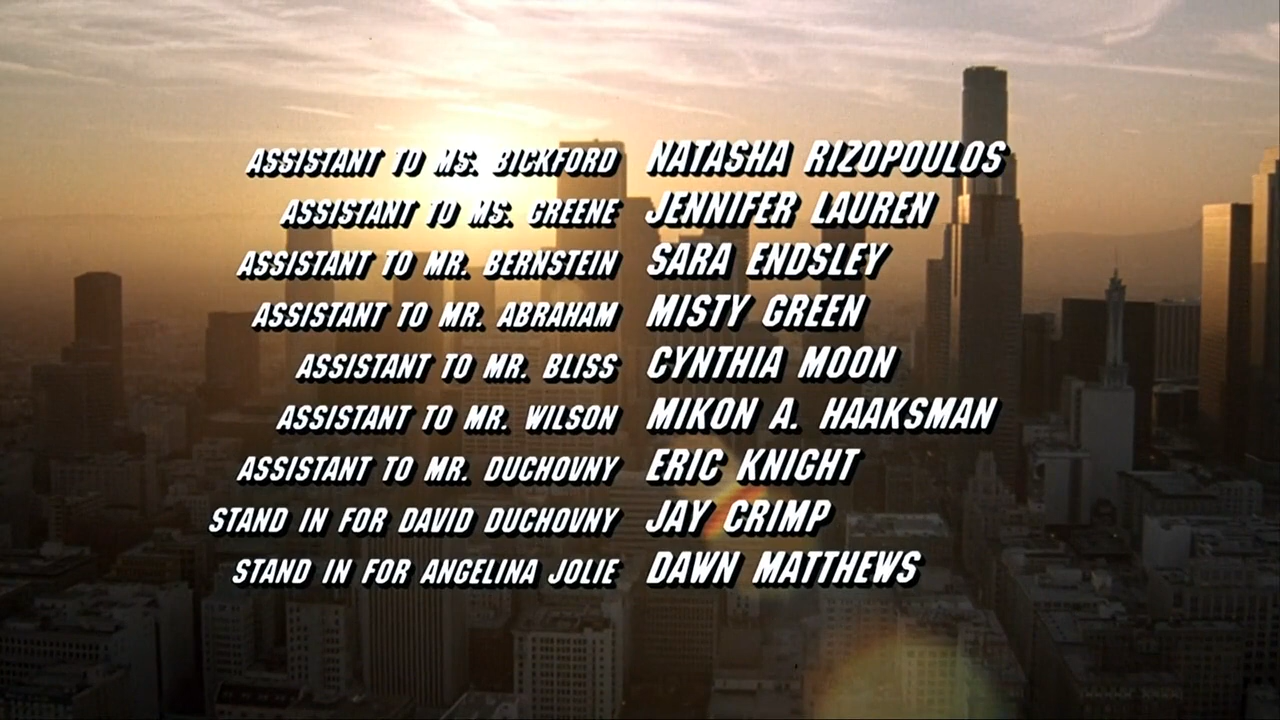 ASSISTANT TO MS. BICKFORD NATASHA RIZOPOULOS
ASSISTANT TO MS. GREENE JENNIFER LAUREN
ASSISTANT TO MR. BERNSTEIN SARA ENDSLEY
ASSISTANT TO MR. ABRAHAM MISTY GREEN
ASSISTANT TO MR. BLISS CYNTHIA MOON
ASSISTANT TO MR. WILSON MIKON A. HAAKSMAN
ASSISTANT TO MR. DUCHOVNY ERIC KNIGHT
STAND IN FOR DAVID DUCHOVNY JAY CRIMP
STAND IN FOR ANGELINA JOLIE DAWN MATTHEWS